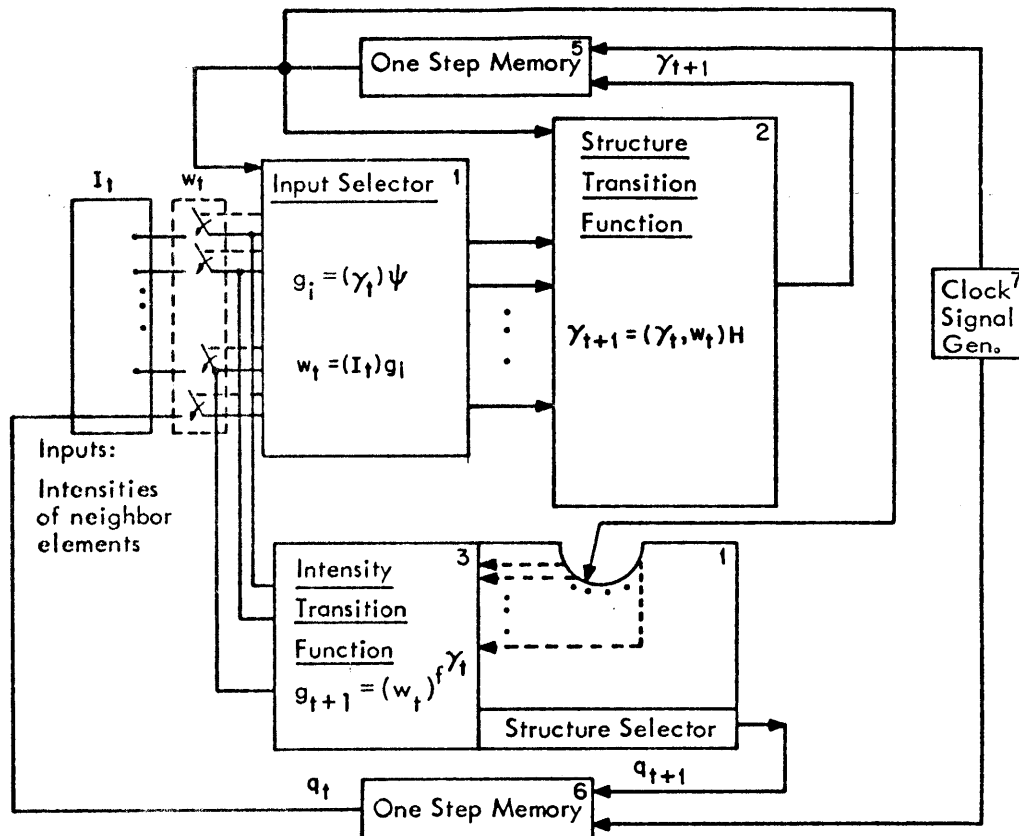 One Step Memory 5
γt+1
Structure 2
Transition
Function
γt+1 = (γt, wt) H
It
wt
Input Selector 1
gi = (γt) ψ
wt = (It) gi
Clock 7
Signal
Gen.
Inputs:
Intensities
of neighbor
elements
Intensity 3
Transition
Function
gt+1 = (wt) f γt
1
Structure Selector
qt
qt+1
One Step Memory 6